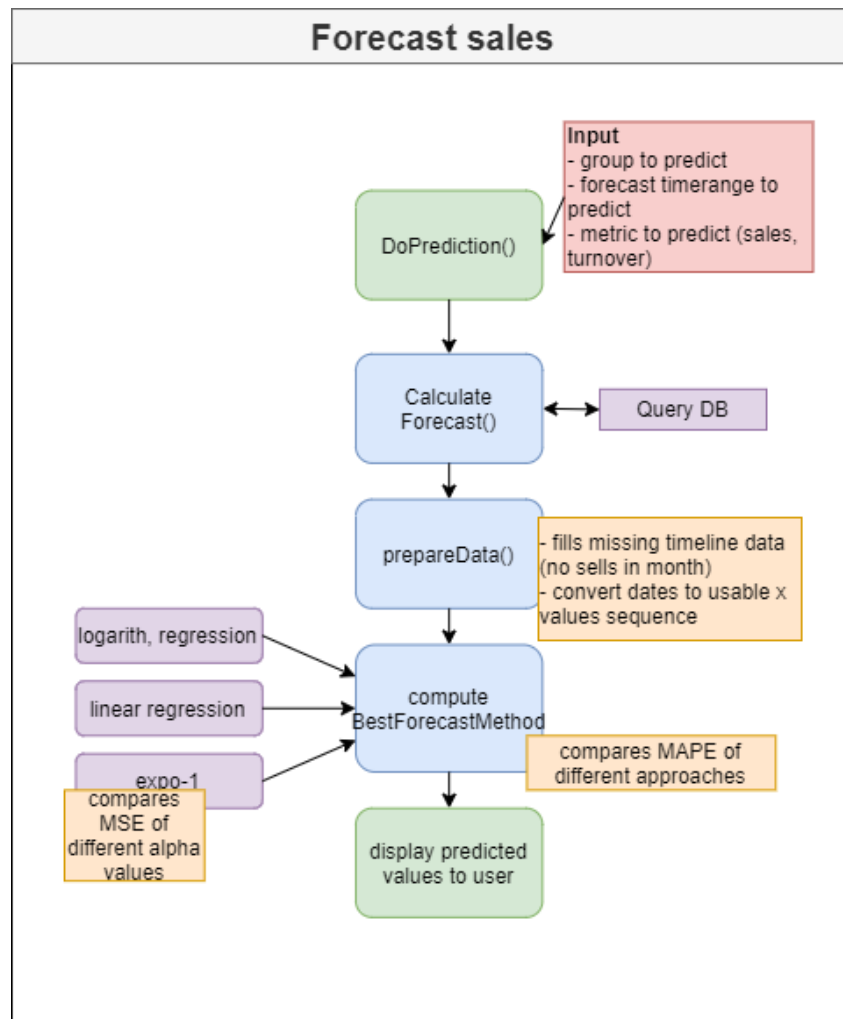 Forecast sales
Input
- group to predict
- forecast timerange to
predict
- metric to predict (sales,
turnover)
DoPrediction()
Calculate
Forecast()
Query DB
prepareData()
- fills missing timeline data
(no sells in month)
- convert dates to usable x
values sequence
logarith, regression
linear regression
expo-1
compares
MSE of
different alpha
values
compute
BestForecastMethod
compares MAPE of
different approaches
display predicted
values to user